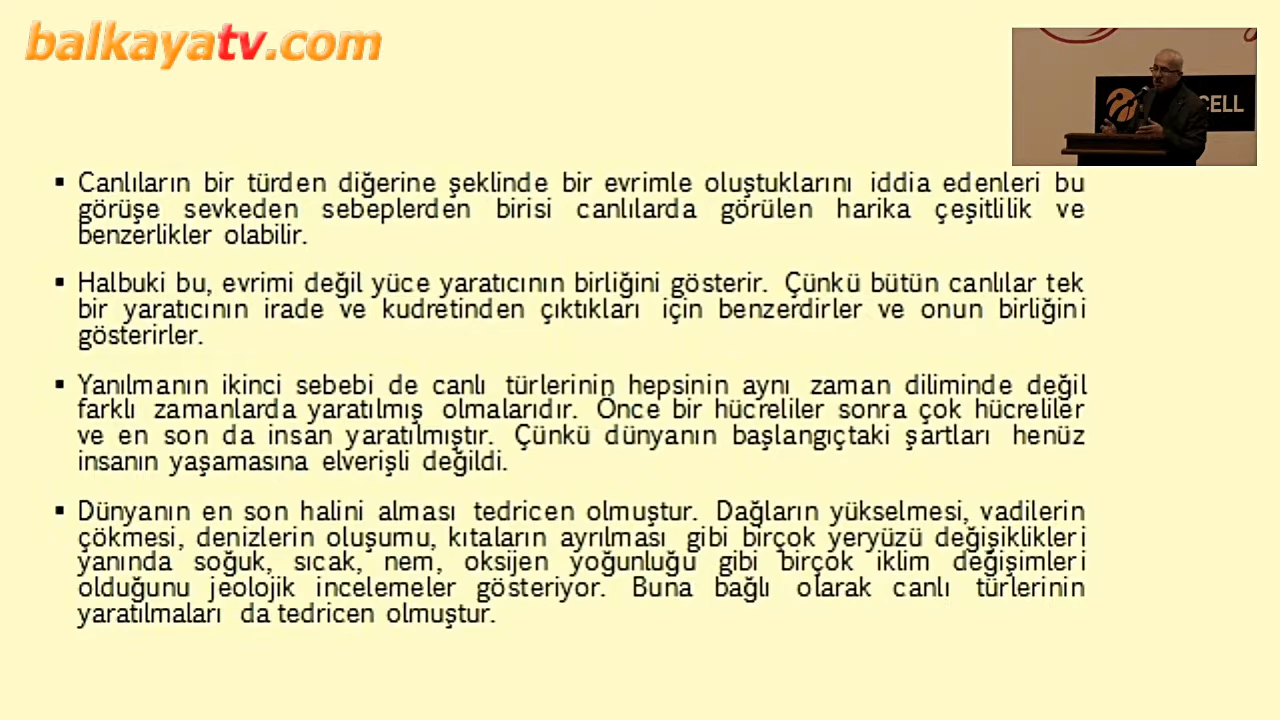 balkayatv.com
CELL
▪ Canlıların bir türden diğerine şeklinde bir evrimle oluştuklarını iddia edenleri bu
görüşe sevkeden sebeplerden birisi canlılarda görülen harika çeşitlilik ve
benzerlikler olabilir.
▪ Halbuki bu, evrimi değil yüce yaratıcının birliğini gösterir. Çünkü bütün canlılar tek
bir yaratıcının irade ve kudretinden çıktıkları için benzerdirler ve onun birliğini
gösterirler.
▪ Yanılmanın ikinci sebebi de canlı türlerinin hepsinin aynı zaman diliminde değil
farklı zamanlarda yaratılmış olmalarıdır. Önce bir hücreliler sonra çok hücreliler
ve en son da insan yaratılmıştır. Çünkü dünyanın başlangıçtaki şartları henüz
insanın yaşamasına elverişli değildi.
▪ Dünyanın en son halini alması tedricen olmuştur. Dağların yükselmesi, vadilerin
çökmesi, denizlerin oluşumu, kıtaların ayrılması gibi birçok yeryüzü değişiklikleri
yanında soğuk, sıcak, nem, oksijen yoğunluğu gibi birçok iklim değişimleri
olduğunu jeolojik incelemeler gösteriyor. Buna bağlı olarak canlı türlerinin
yaratılmaları da tedricen olmuştur.